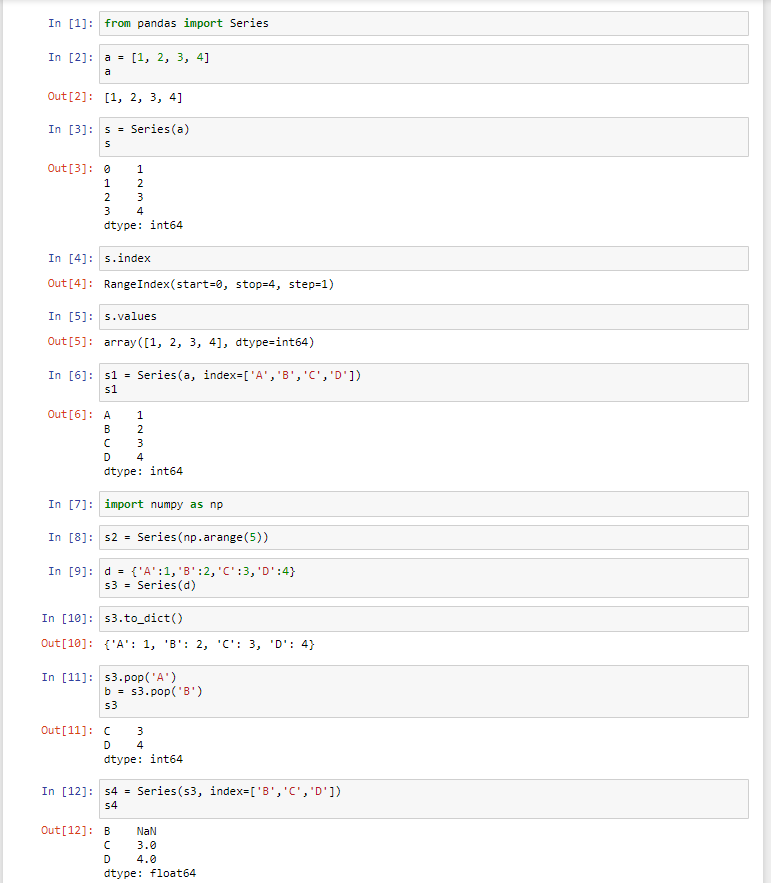 In [1]: from pandas import Series
In [2]: a = [1, 2, 3, 4]
a
Out[2]: [1, 2, 3, 4]
In [3]: s = Series(a)
s
Out[3]: 0    1
1    2
2    3
3    4
dtype: int64
In [4]: s.index
Out[4]: RangeIndex(start=0, stop=4, step=1)
In [5]: s.values
Out[5]: array([1, 2, 3, 4], dtype=int64)
In [6]: s1 = Series(a, index=['A','B','C','D'])
s1
Out[6]: A    1
B    2
C    3
D    4
dtype: int64
In [7]: import numpy as np
In [8]: s2 = Series(np.arange(5))
In [9]: d = {'A':1,'B':2,'C':3,'D':4}
s3 = Series(d)
In [10]: s3.to_dict()
Out[10]: {'A': 1, 'B': 2, 'C': 3, 'D': 4}
In [11]: s3.pop('A')
b = s3.pop('B')
s3
Out[11]: C    3
D    4
dtype: int64
In [12]: s4 = Series(s3, index=['B','C','D'])
s4
Out[12]: B    NaN
C    3.0
D    4.0
dtype: float64